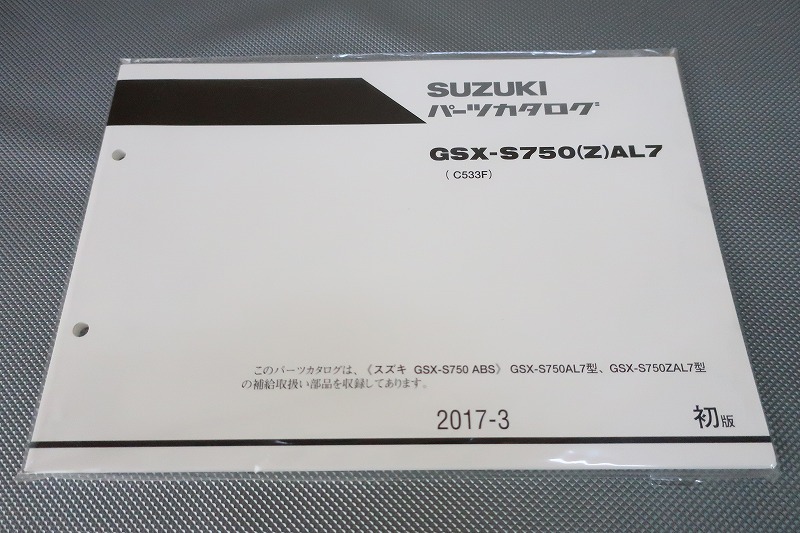 SUZUKI
パーツカタログ
GSX-S750(Z)AL7
( C533F)
このパーツカタログは、《スズキ GSX-S750 ABS》 GSX-S750AL7型、GSX-S750ZAL7型
の補給取扱い部品を収録してあります。
2017-3 初版